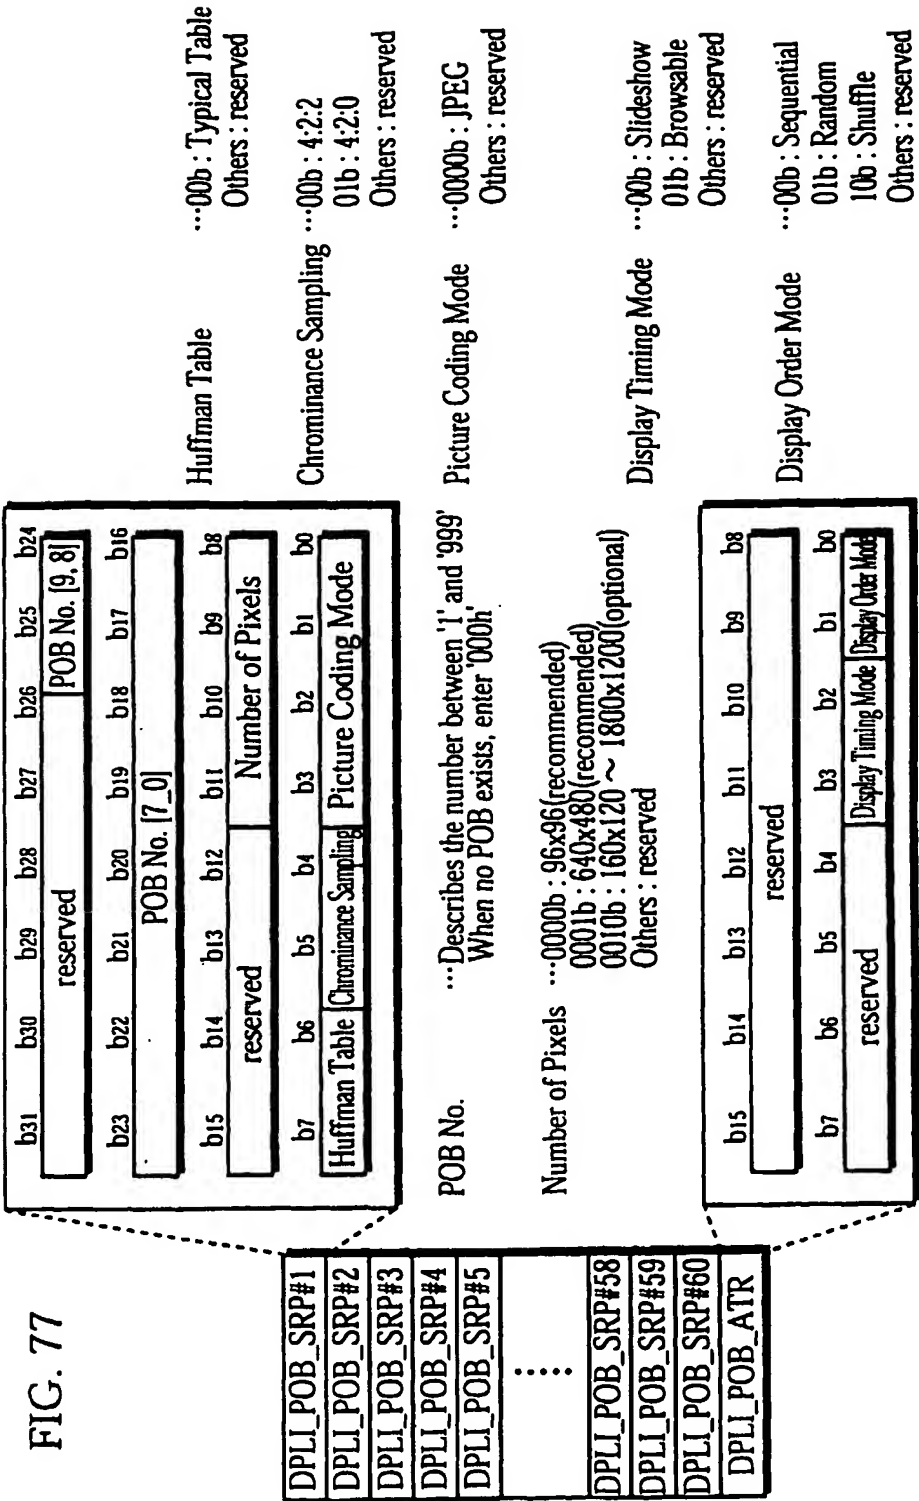 FIG. 77
DPLI_POB_SRP#1
DPLI_POB_SRP#2
DPLI_POB_SRP#3
DPLI_POB_SRP#4
DPLI_POB_SRP#5
DPLI_POB_SRP#58
DPLI_POB_SRP#59
DPLI_POB_SRP#60
DPLI_POB_ATR
b31 b30 b29 b28 b27 b26 b25 b24
reserved POB No. [9, 8]
b23 b22 b21 b20 b19 b18 b17 b16
POB No. [7_0]
b15 b14 b13 b12 b11 b10 b9 b8
reserved Number of Pixels
b7 b6 b5 b4 b3 b2 b1 b0
Huffman Table Chrominance Sampling Picture Coding Mode
POB No. ···Describes the number between '1' and '999'
When no POB exists, enter '000h'
Number of Pixels ···0000b : 96x96(recommended)
0001b : 640x480(recommended)
0010b : 160x120 ~ 1800x1200(optional)
Others : reserved
b15 b14 b13 b12 b11 b10 b9 b8
reserved
b7 b6 b5 b4 b3 b2 b1 b0
reserved Display Timing Mode Display Order Mode
Huffman Table ···00b : Typical Table
Others : reserved
Chrominance Sampling ···00b : 4:2:2
01b : 4:2:0
Others : reserved
Picture Coding Mode ···0000b : JPEG
Others : reserved
Display Timing Mode ···00b : Slideshow
01b : Browsable
Others : reserved
Display Order Mode ···00b : Sequential
01b : Random
10b : Shuffle
Others : reserved